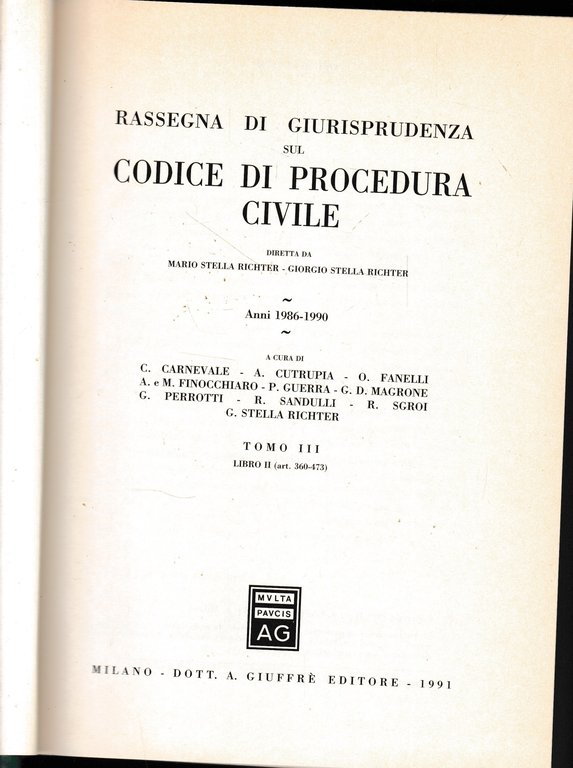 RASSEGNA DI GIURISPRUDENZA
SUL
CODICE DI PROCEDURA
CIVILE
DIRETTA DA
MARIO STELLA RICHTER - GIORGIO STELLA RICHTER
~
Anni 1986-1990
~
A CURA DI
C. CARNEVALE - A. CUTRUPIA - O. FANELLI
A. e M. FINOCCHIARO - P. GUERRA - G. D. MAGRONE
G. PERROTTI - R. SANDULLI - R. SGROI
G. STELLA RICHTER
TOMO III
LIBRO II (art. 360-473)
MVLTA
PAVCIS
AG
MILANO - DOTT. A. GIUFFRÈ EDITORE - 1991